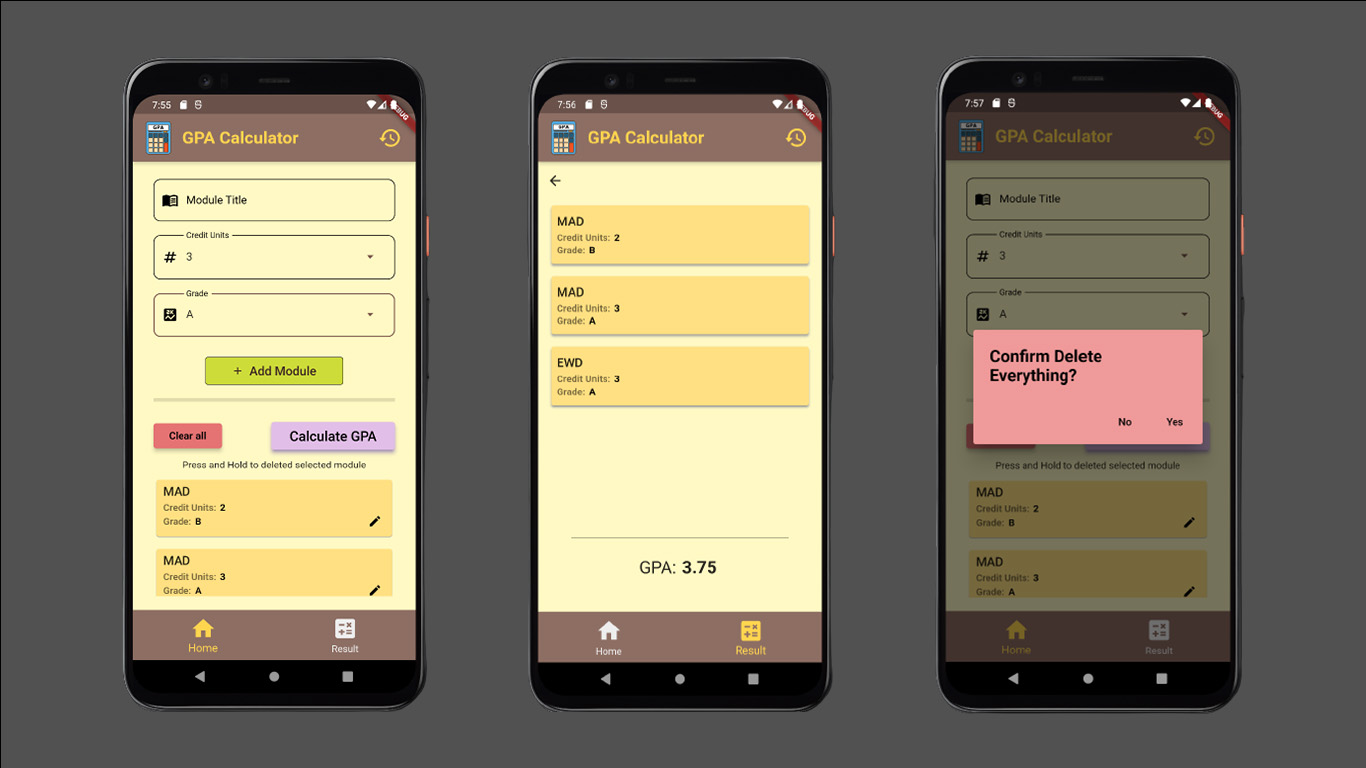 7:55
GPA
GPA Calculator
Module Title
Credit Units
# 3
Grade
A
+ Add Module
Clear all
Calculate GPA
Press and Hold to deleted selected module
MAD
Credit Units: 2
Grade: B
MAD
Credit Units: 3
Grade: A
Home
Result
7:56
GPA
GPA Calculator
MAD
Credit Units: 2
Grade: B
MAD
Credit Units: 3
Grade: A
EWD
Credit Units: 3
Grade: A
GPA: 3.75
Home
Result
7:57
GPA
GPA Calculator
Module Title
Credit Units
# 3
Grade
A
Confirm Delete
Everything?
No
Yes
Press and Hold to deleted selected module
MAD
Credit Units: 2
Grade: B
MAD
Credit Units: 3
Grade: A
Home
Result